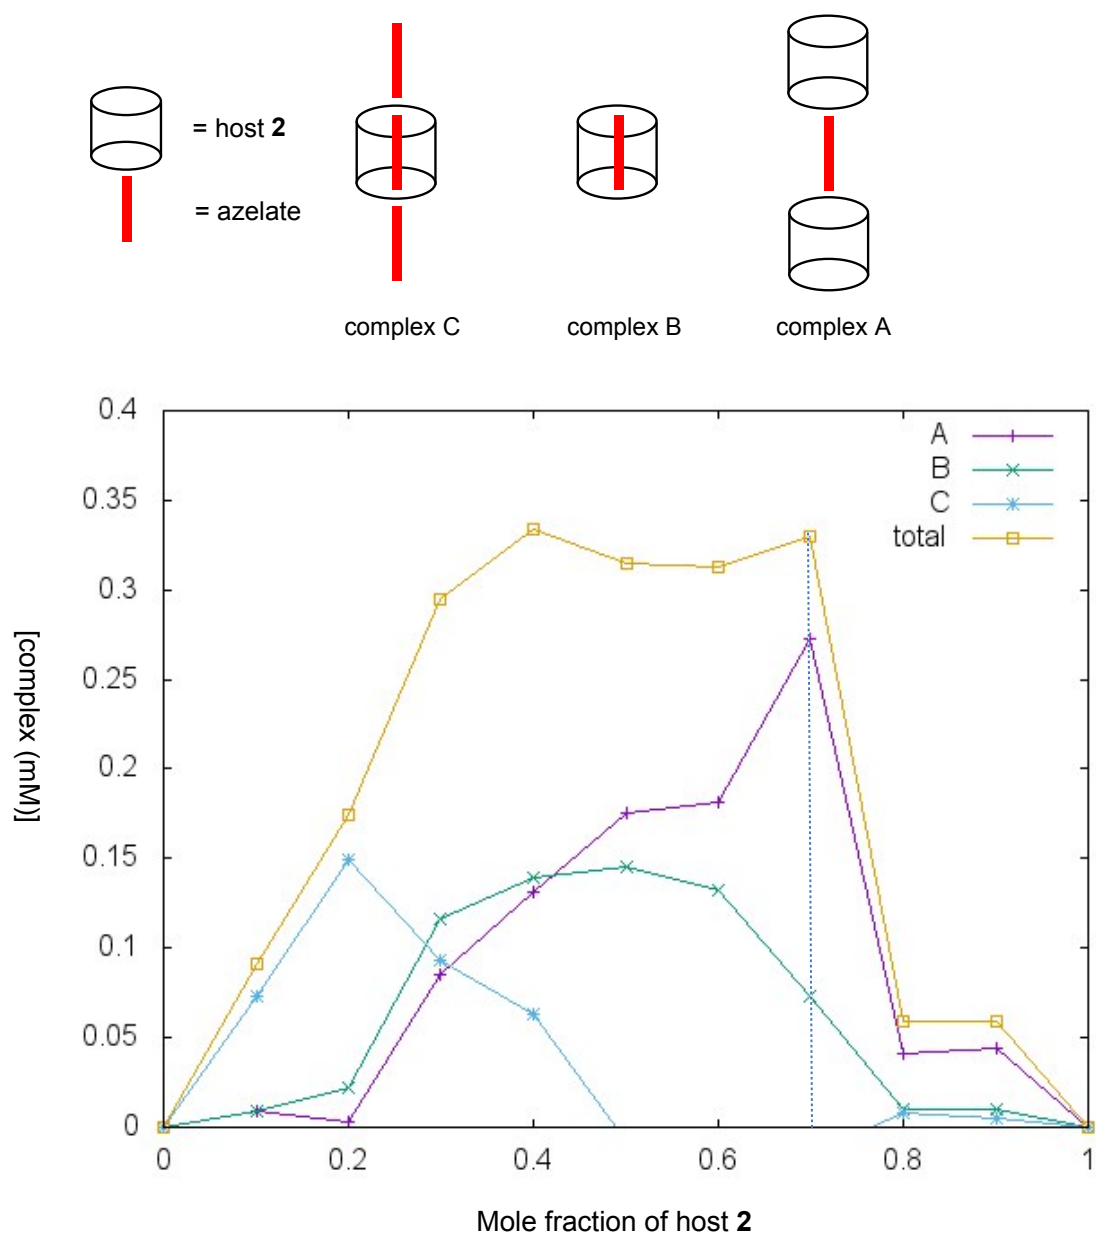 = host 2
= azelate
complex C
complex B
complex A
0.4
0.35
0.3
0.25
0.2
0.15
0.1
0.05
0
A
B
C
total
[complex (mM)]
0
0.2
0.4
0.6
0.8
1
Mole fraction of host 2